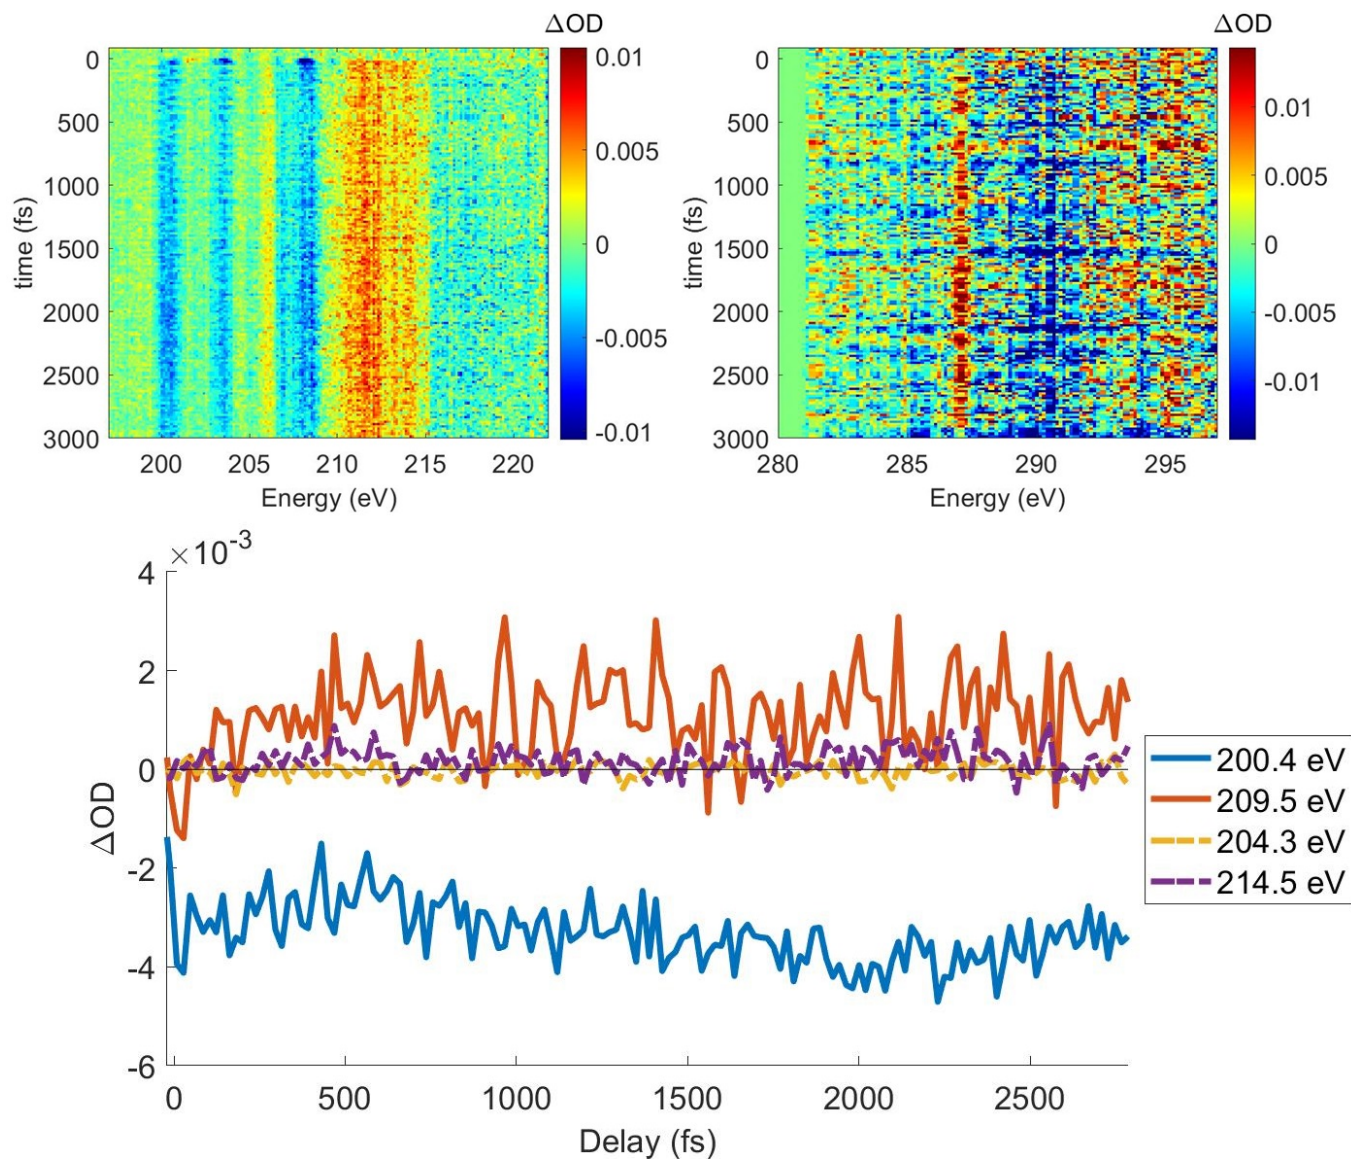 ΔOD
0
500
1000
1500
2000
2500
3000
time (fs)
200 205 210 215 220
Energy (eV)
0.01
0.005
0
-0.005
-0.01
ΔOD
0
500
1000
1500
2000
2500
3000
time (fs)
280 285 290 295
Energy (eV)
0.01
0.005
0
-0.005
-0.01
×10⁻³
4
2
0
-2
-4
-6
ΔOD
0 500 1000 1500 2000 2500
Delay (fs)
200.4 eV
209.5 eV
204.3 eV
214.5 eV